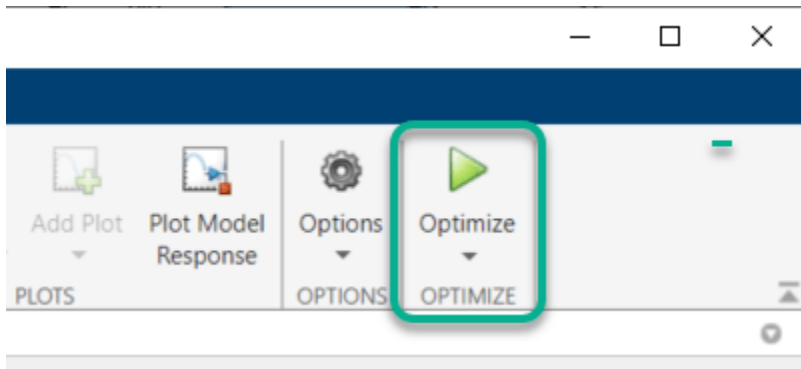 Add Plot
Plot Model
Response
Options
Optimize
PLOTS
OPTIONS
OPTIMIZE